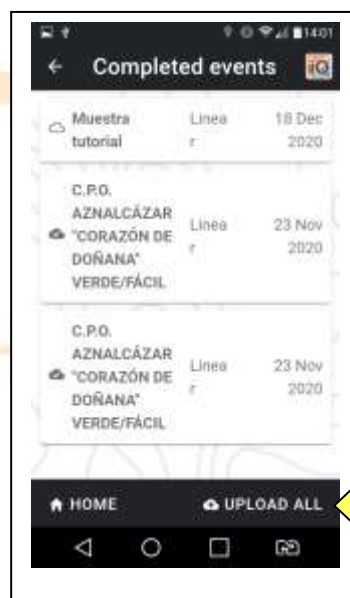 14:01
Completed events
iO
Muestra Linea 18 Dec
tutorial r 2020
C.P.O.
AZNALCÁZAR
"CORAZÓN DE Linea 23 Nov
DOÑANA" r 2020
VERDE/FÁCIL
C.P.O.
AZNALCÁZAR
"CORAZÓN DE Linea 23 Nov
DOÑANA" r 2020
VERDE/FÁCIL
HOME UPLOAD ALL